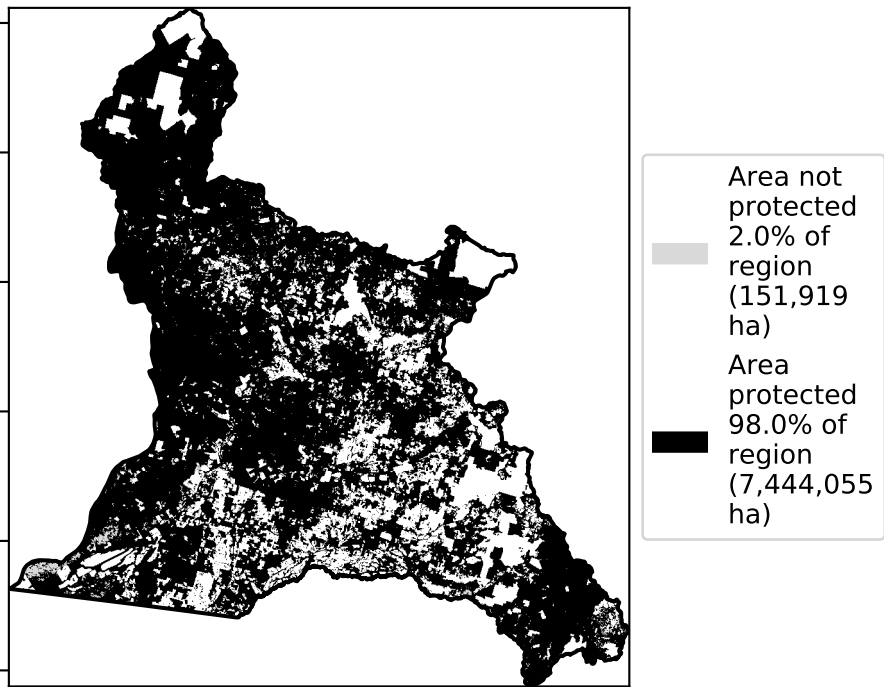 Area not
protected
2.0% of
region
(151,919
ha)
Area
protected
98.0% of
region
(7,444,055
ha)